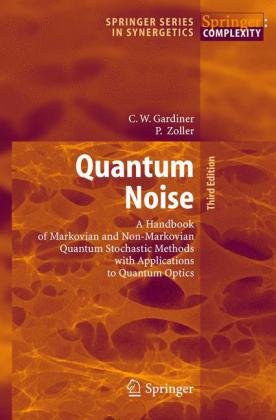 SPRINGER SERIES
IN SYNERGETICS
Springer:
COMPLEXITY
C. W. Gardiner
P. Zoller
Quantum
Noise
Third Edition
A Handbook
of Markovian and Non-Markovian
Quantum Stochastic Methods
with Applications
to Quantum Optics
Springer